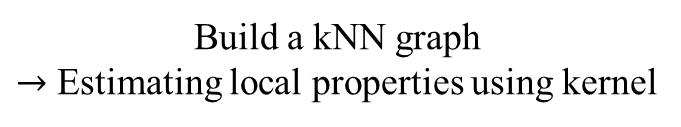 Build a kNN graph
→ Estimating local properties using kernel